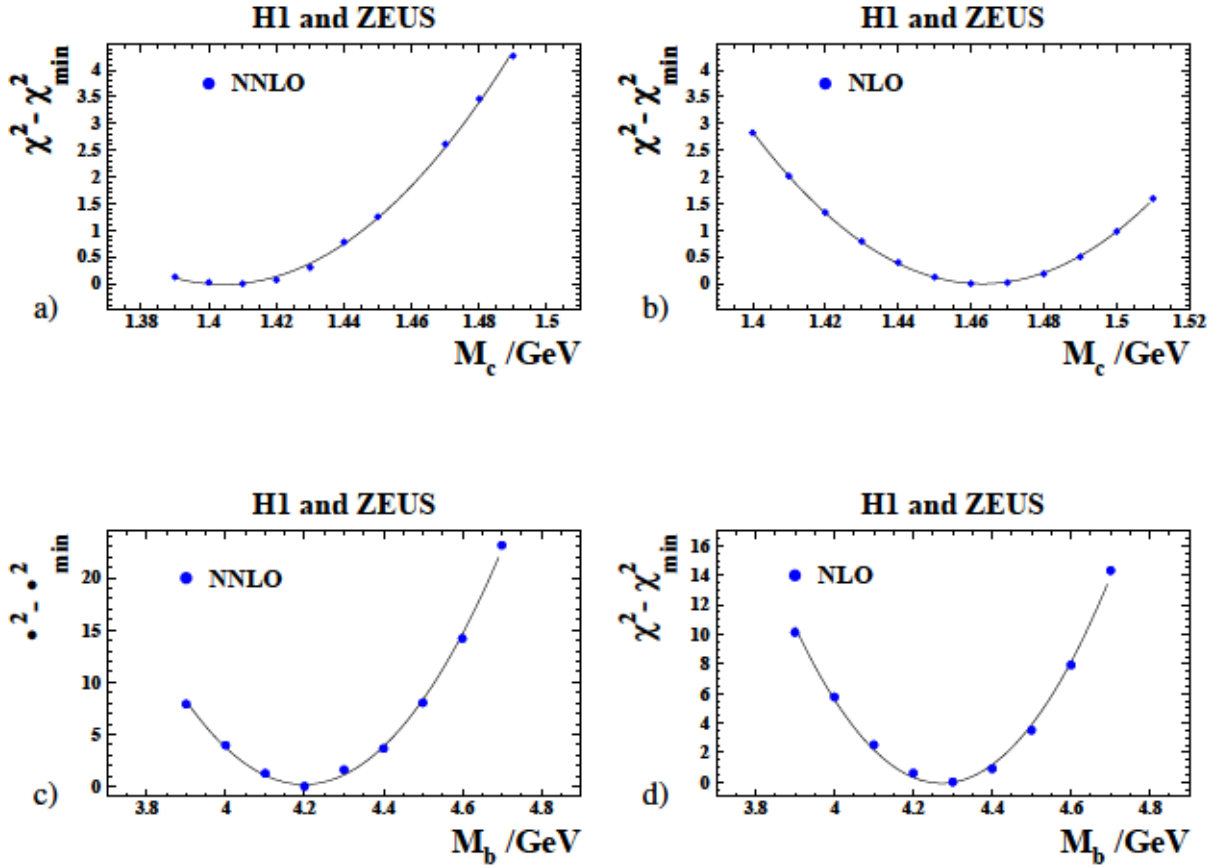 H1 and ZEUS
χ² - χ²min
4
3.5
3
2.5
2
1.5
1
0.5
0
NNLO
a)
1.38 1.4 1.42 1.44 1.46 1.48 1.5
Mc /GeV
H1 and ZEUS
χ² - χ²min
4
3.5
3
2.5
2
1.5
1
0.5
0
NLO
b)
1.4 1.42 1.44 1.46 1.48 1.5 1.52
Mc /GeV
H1 and ZEUS
•² - •²min
20
15
10
5
0
NNLO
c)
3.8 4 4.2 4.4 4.6 4.8
Mb /GeV
H1 and ZEUS
χ² - χ²min
16
14
12
10
8
6
4
2
0
NLO
d)
3.8 4 4.2 4.4 4.6 4.8
Mb /GeV